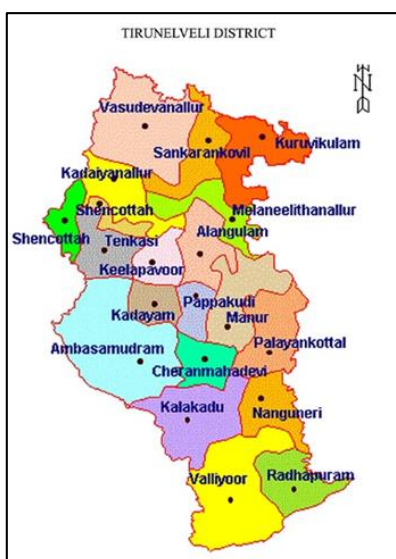 TIRUNELVELI DISTRICT
N
Vasudevanallur
Kuruvikulam
Sankarankovil
Kadaiyanallur
Shencottah
Melaneelithanallur
Shencottah
Alangulam
Tenkasi
Keelapavoor
Pappakudi
Kadayam
Manur
Palayankottal
Ambasamudram
Cheranmahadevi
Kalakadu
Nanguneri
Valliyoor
Radhapuram